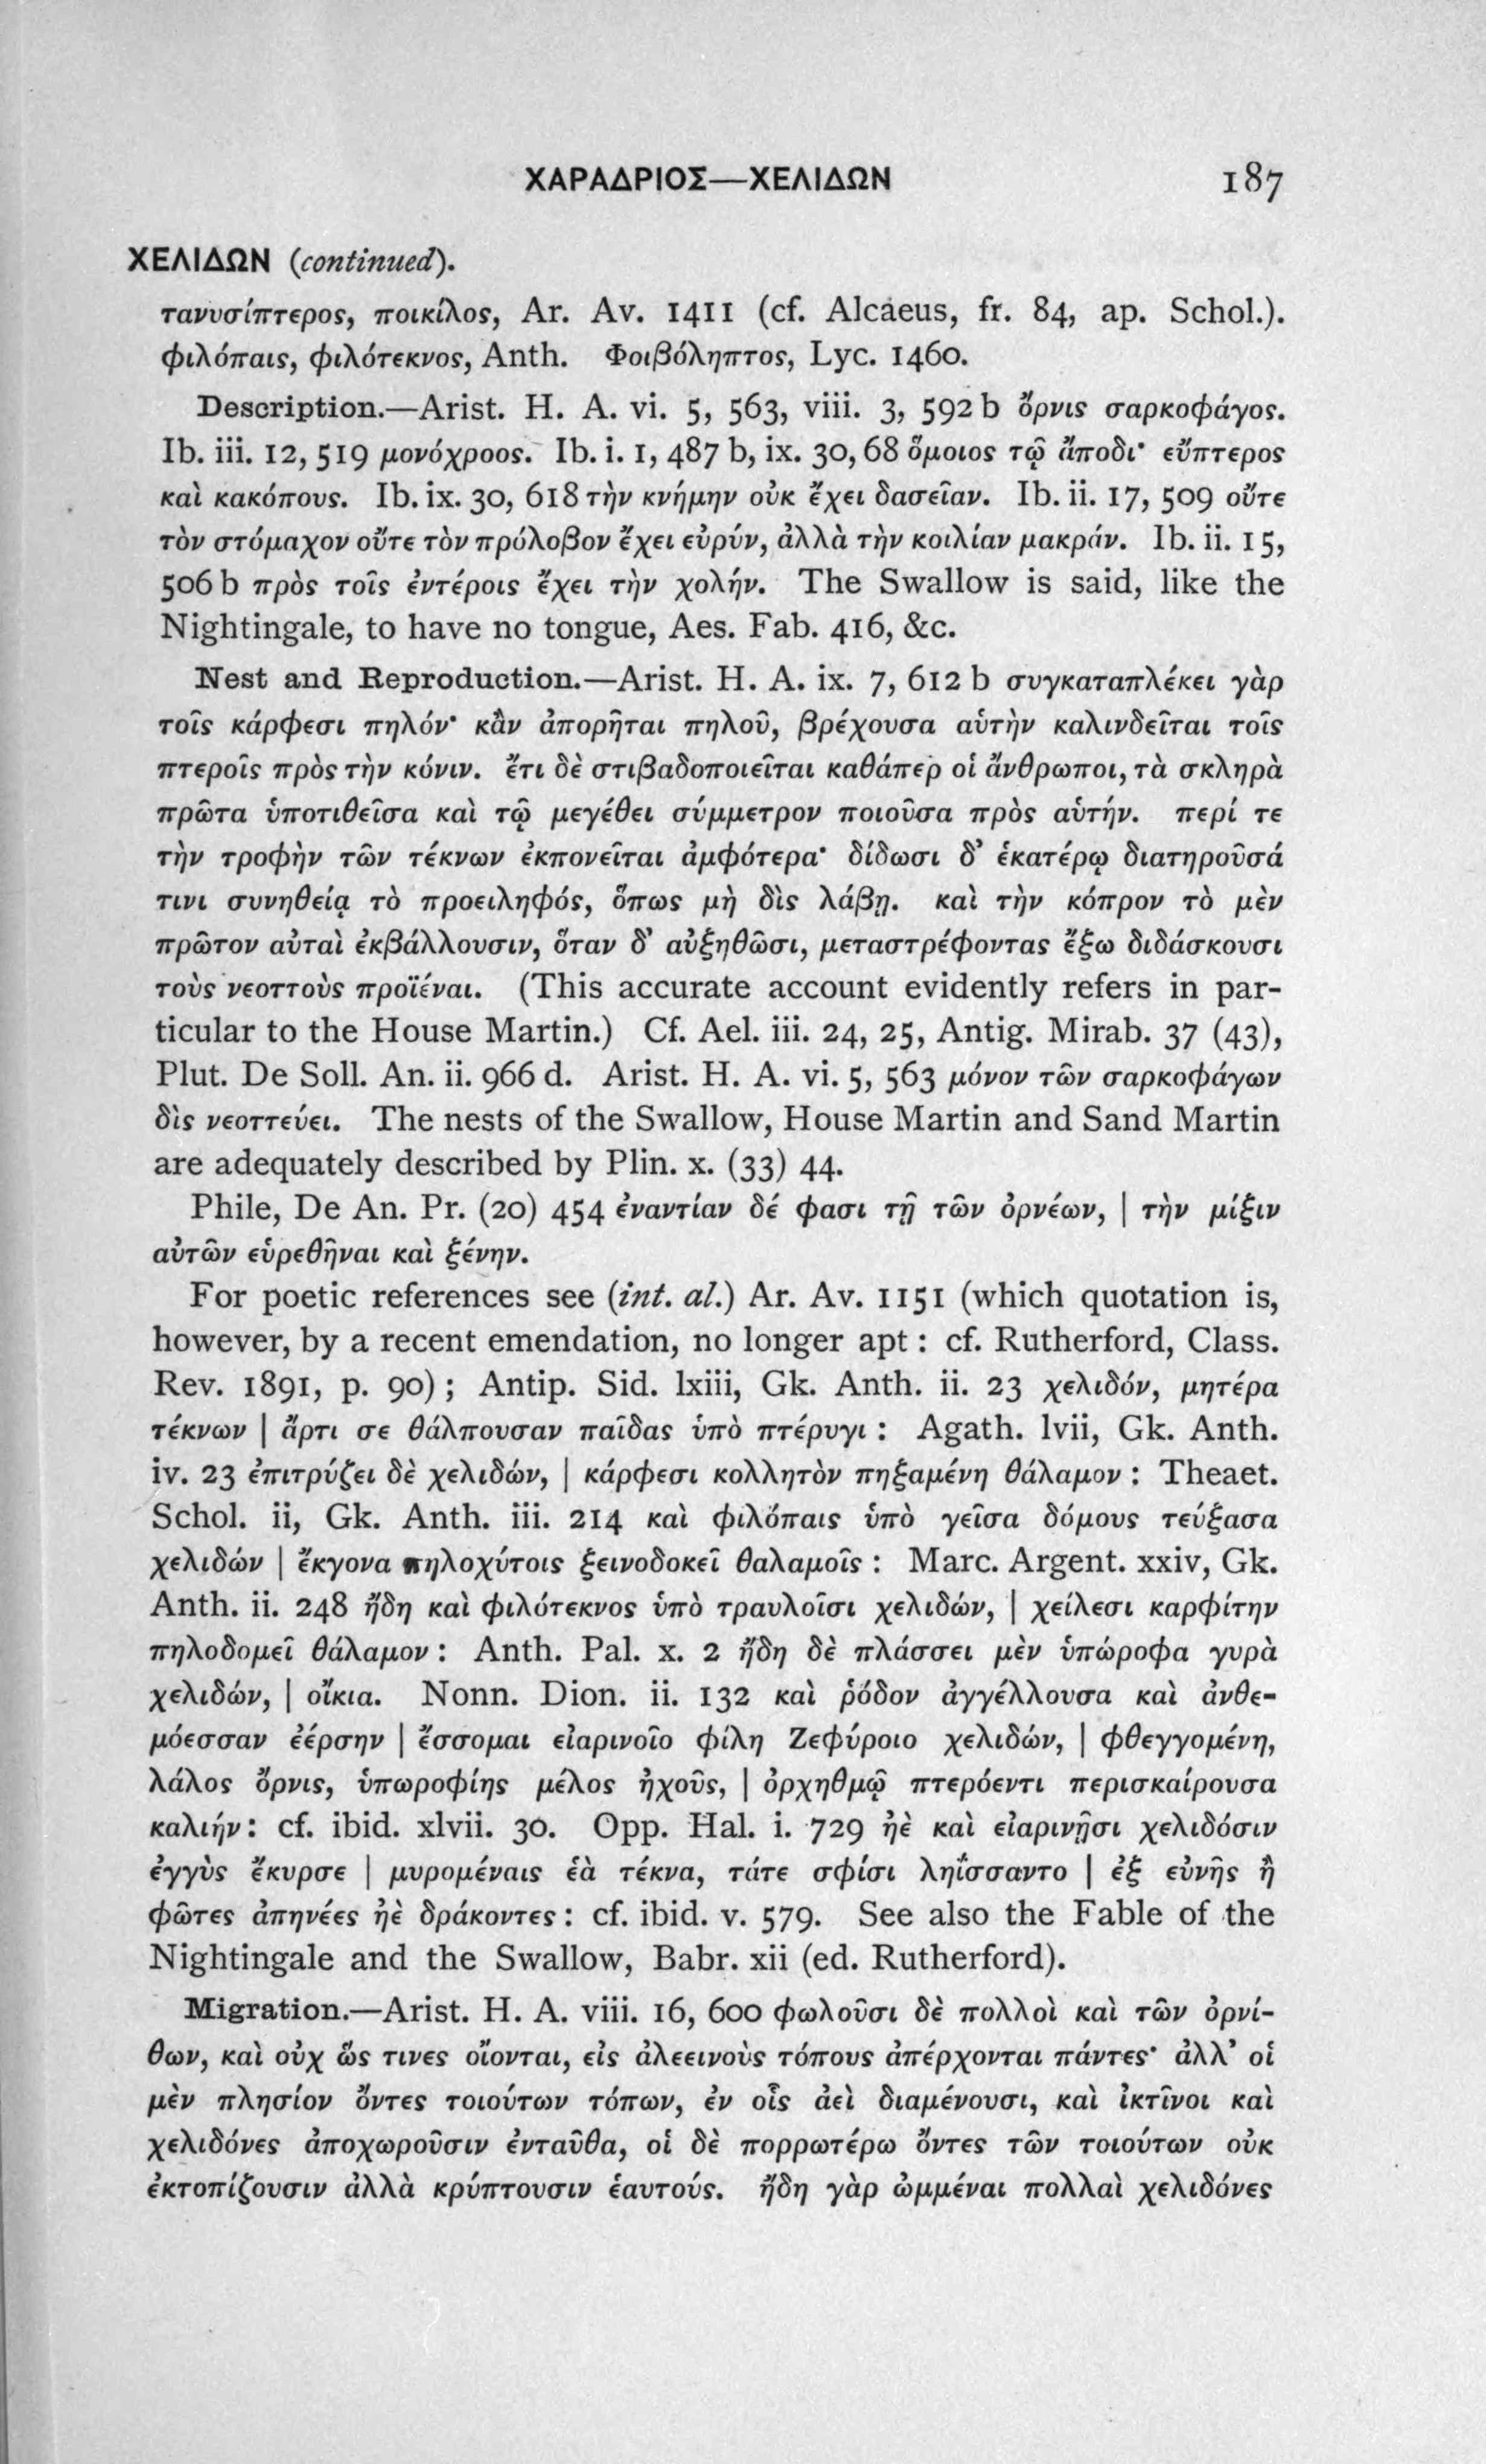 ΧΑΡΑΔΡΙΟΣ—ΧΕΛΙΔΩΝ 187
ΧΕΛΙΔΩΝ (continued).
τανυσίπτερος, ποικίλος, Ar. Av. 1411 (cf. Alcaeus, fr. 84, ap. Schol.).
φιλόπαις, φιλότεκνος, Anth. Φοιβόληπτος, Lyc. 1460.
Description.—Arist. H. A. vi. 5, 563, viii. 3, 592 b ὄρνις σαρκοφάγος.
Ib. iii. 12, 519 μονόχροος. Ib. i. 1, 487 b, ix. 30, 68 ὅμοιος τῷ ἄποδι· εὔπτερος
καὶ κακόπους. Ib. ix. 30, 618 τὴν κνήμην οὐκ ἔχει δασεῖαν. Ib. ii. 17, 509 οὔτε
τὸν στόμαχον οὔτε τὸν πρόλοβον ἔχει εὐρύν, ἀλλὰ τὴν κοιλίαν μακράν. Ib. ii. 15,
506 b πρὸς τοῖς ἐντέροις ἔχει τὴν χολήν. The Swallow is said, like the
Nightingale, to have no tongue, Aes. Fab. 416, &c.
Nest and Reproduction.—Arist. H. A. ix. 7, 612 b συγκαταπλέκει γὰρ
τοῖς κάρφεσι πηλόν· κἂν ἀπορῆται πηλοῦ, βρέχουσα αὑτὴν καλινδεῖται τοῖς
πτεροῖς πρὸς τὴν κόνιν. ἔτι δὲ στιβαδοποιεῖται καθάπερ οἱ ἄνθρωποι, τὰ σκληρὰ
πρῶτα ὑποτιθεῖσα καὶ τῷ μεγέθει σύμμετρον ποιοῦσα πρὸς αὑτήν. περί τε
τὴν τροφὴν τῶν τέκνων ἐκπονεῖται ἀμφότερα· δίδωσι δ' ἑκατέρῳ διατηροῦσά
τινι συνηθείᾳ τὸ προειληφός, ὅπως μὴ δὶς λάβῃ. καὶ τὴν κόπρον τὸ μὲν
πρῶτον αὐταὶ ἐκβάλλουσιν, ὅταν δ' αὐξηθῶσι, μεταστρέφοντας ἔξω διδάσκουσι
τοὺς νεοττοὺς προϊέναι. (This accurate account evidently refers in par-
ticular to the House Martin.) Cf. Ael. iii. 24, 25, Antig. Mirab. 37 (43),
Plut. De Soll. An. ii. 966 d. Arist. H. A. vi. 5, 563 μόνον τῶν σαρκοφάγων
δὶς νεοττεύει. The nests of the Swallow, House Martin and Sand Martin
are adequately described by Plin. x. (33) 44.
Phile, De An. Pr. (20) 454 ἐναντίαν δέ φασι τῇ τῶν ὀρνέων, | τὴν μίξιν
αὐτῶν εὑρεθῆναι καὶ ξένην.
For poetic references see (int. al.) Ar. Av. 1151 (which quotation is,
however, by a recent emendation, no longer apt : cf. Rutherford, Class.
Rev. 1891, p. 90) ; Antip. Sid. lxiii, Gk. Anth. ii. 23 χελιδόν, μητέρα
τέκνων | ἄρτι σε θάλπουσαν παῖδας ὑπὸ πτέρυγι : Agath. lvii, Gk. Anth.
iv. 23 ἐπιτρύζει δὲ χελιδών, | κάρφεσι κολλητὸν πηξαμένη θάλαμον : Theaet.
Schol. ii, Gk. Anth. iii. 214 καὶ φιλόπαις ὑπὸ γεῖσα δόμους τεύξασα
χελιδών | ἔκγονα πηλοχύτοις ξεινοδοκεῖ θαλαμοῖς : Marc. Argent. xxiv, Gk.
Anth. ii. 248 ἤδη καὶ φιλότεκνος ὑπὸ τραυλοῖσι χελιδών, | χείλεσι καρφίτην
πηλοδομεῖ θάλαμον : Anth. Pal. x. 2 ἤδη δὲ πλάσσει μὲν ὑπώροφα γυρὰ
χελιδών, | οἴκια. Nonn. Dion. ii. 132 καὶ ῥόδον ἀγγέλλουσα καὶ ἀνθε-
μόεσσαν ἐέρσην | ἔσσομαι εἰαρινοῖο φίλη Ζεφύροιο χελιδών, | φθεγγομένη,
λάλος ὄρνις, ὑπωροφίης μέλος ἠχοῦς, | ὀρχηθμῷ πτερόεντι περισκαίρουσα
καλιήν : cf. ibid. xlvii. 30. Opp. Hal. i. 729 ἠὲ καὶ εἰαρινῇσι χελιδόσιν
ἐγγὺς ἔκυρσε | μυρομέναις ἑὰ τέκνα, τάτε σφίσι ληΐσσαντο | ἐξ εὐνῆς ἢ
φῶτες ἀπηνέες ἠὲ δράκοντες : cf. ibid. v. 579. See also the Fable of the
Nightingale and the Swallow, Babr. xii (ed. Rutherford).
Migration.—Arist. H. A. viii. 16, 600 φωλοῦσι δὲ πολλοὶ καὶ τῶν ὀρνί-
θων, καὶ οὐχ ὥς τινες οἴονται, εἰς ἀλεεινοὺς τόπους ἀπέρχονται πάντες· ἀλλ' οἱ
μὲν πλησίον ὄντες τοιούτων τόπων, ἐν οἷς ἀεὶ διαμένουσι, καὶ ἰκτῖνοι καὶ
χελιδόνες ἀποχωροῦσιν ἐνταῦθα, οἱ δὲ πορρωτέρω ὄντες τῶν τοιούτων οὐκ
ἐκτοπίζουσιν ἀλλὰ κρύπτουσιν ἑαυτούς. ἤδη γὰρ ὠμμέναι πολλαὶ χελιδόνες